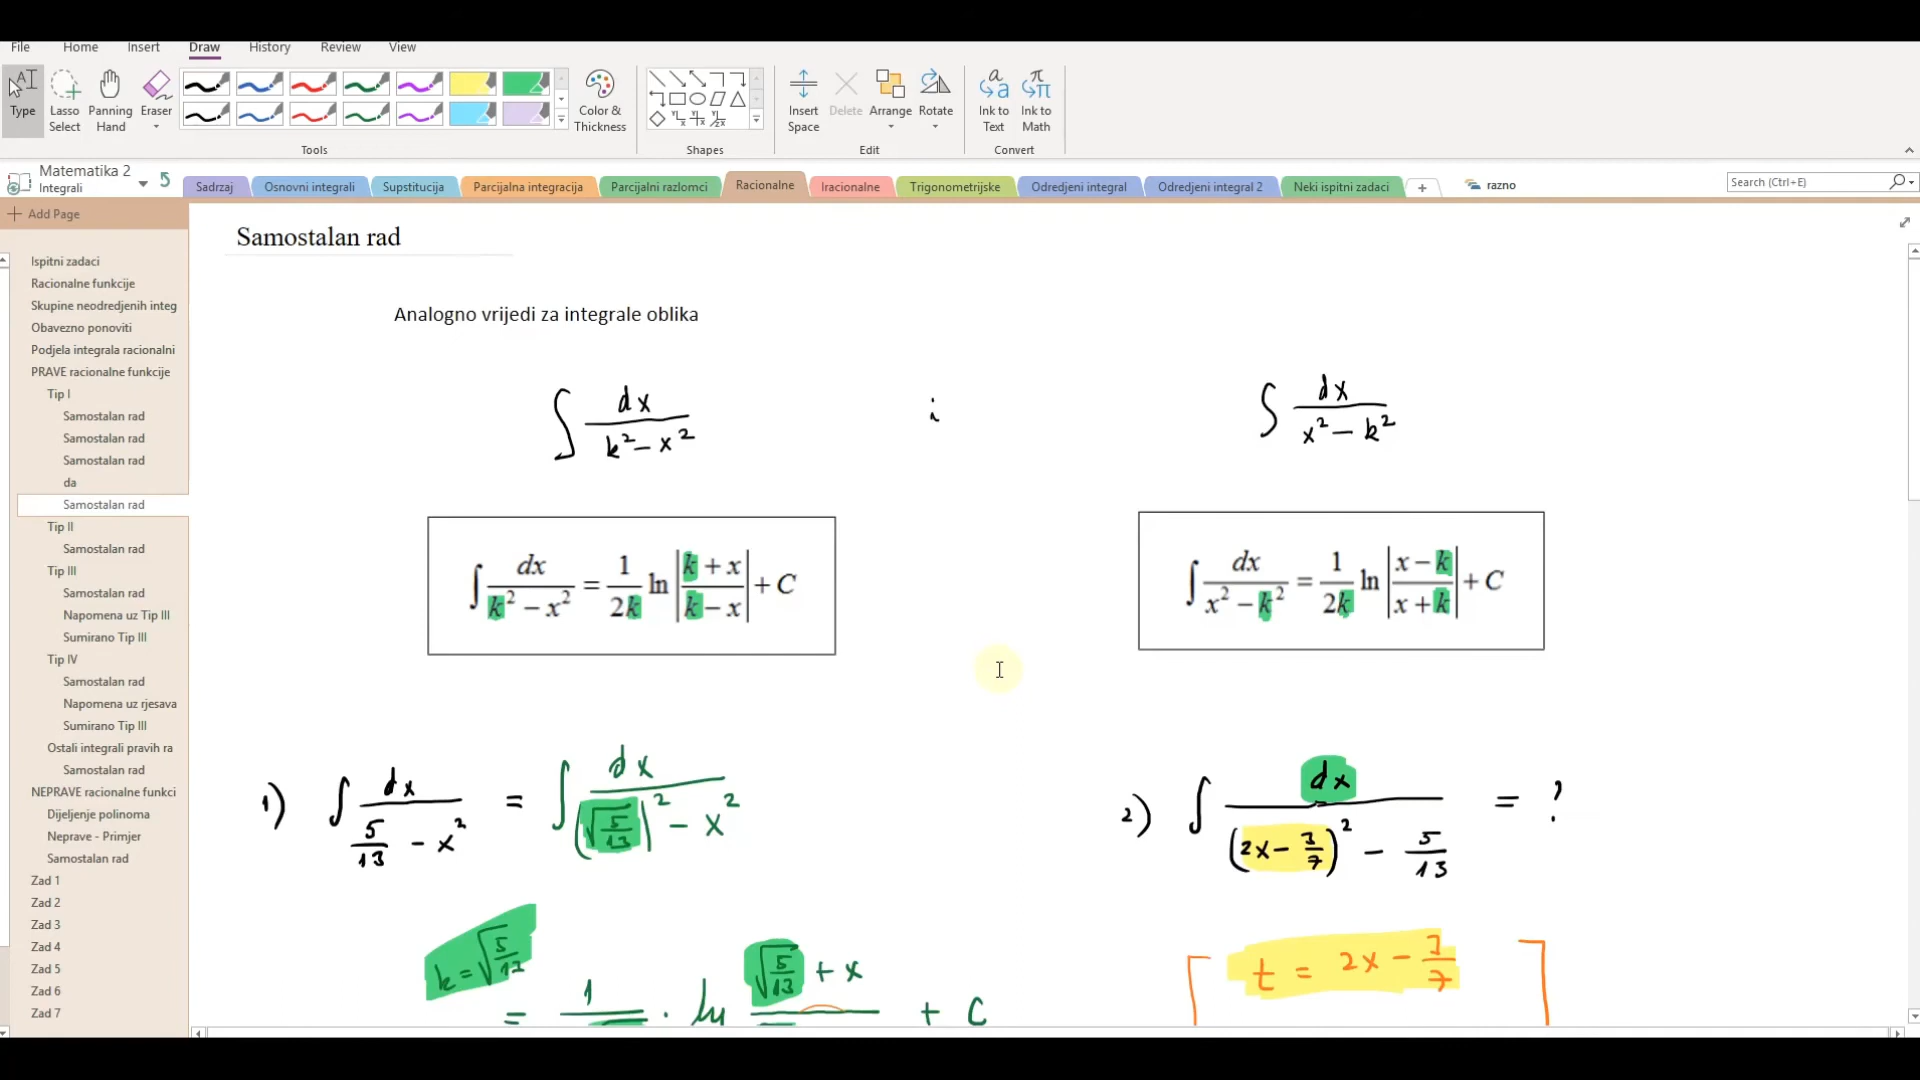 File Home Insert Draw History Review View
Type
Lasso Select
Panning Hand
Eraser
Color & Thickness
Insert Space
Delete
Arrange
Rotate
Ink to Text
Ink to Math
Tools Shapes Edit Convert
Matematika 2
Integrali
Sadrzaj Osnovni integrali Supstitucija Parcijalna integracija Parcijalni razlomci Racionalne Iracionalne Trigonometrijske Odredjeni integral Odredjeni integral 2 Neki ispitni zadaci + razno
Search (Ctrl+E)
Add Page
Ispitni zadaci
Racionalne funkcije
Skupine neodredjenih integ
Obavezno ponoviti
Podjela integrala racionalni
PRAVE racionalne funkcije
Tip I
Samostalan rad
Samostalan rad
Samostalan rad
da
Samostalan rad
Tip II
Samostalan rad
Tip III
Samostalan rad
Napomena uz Tip III
Sumirano Tip III
Tip IV
Samostalan rad
Napomena uz rjesava
Sumirano Tip III
Ostali integrali pravih ra
Samostalan rad
NEPRAVE racionalne funkci
Dijeljenje polinoma
Neprave - Primjer
Samostalan rad
Zad 1
Zad 2
Zad 3
Zad 4
Zad 5
Zad 6
Zad 7
Samostalan rad
Analogno vrijedi za integrale oblika
∫ dx / (k² − x²) i ∫ dx / (x² − k²)
∫ dx / (k² − x²) = 1/(2k) ln |(k + x)/(k − x)| + C
∫ dx / (x² − k²) = 1/(2k) ln |(x − k)/(x + k)| + C
1) ∫ dx / (5/13 − x²) = ∫ dx / ((√(5/13))² − x²)
2) ∫ dx / ((2x − 3/7)² − 5/13) = ?
k = √(5/13)
= 1 · ln √(5/13) + x + C
t = 2x − 3/7